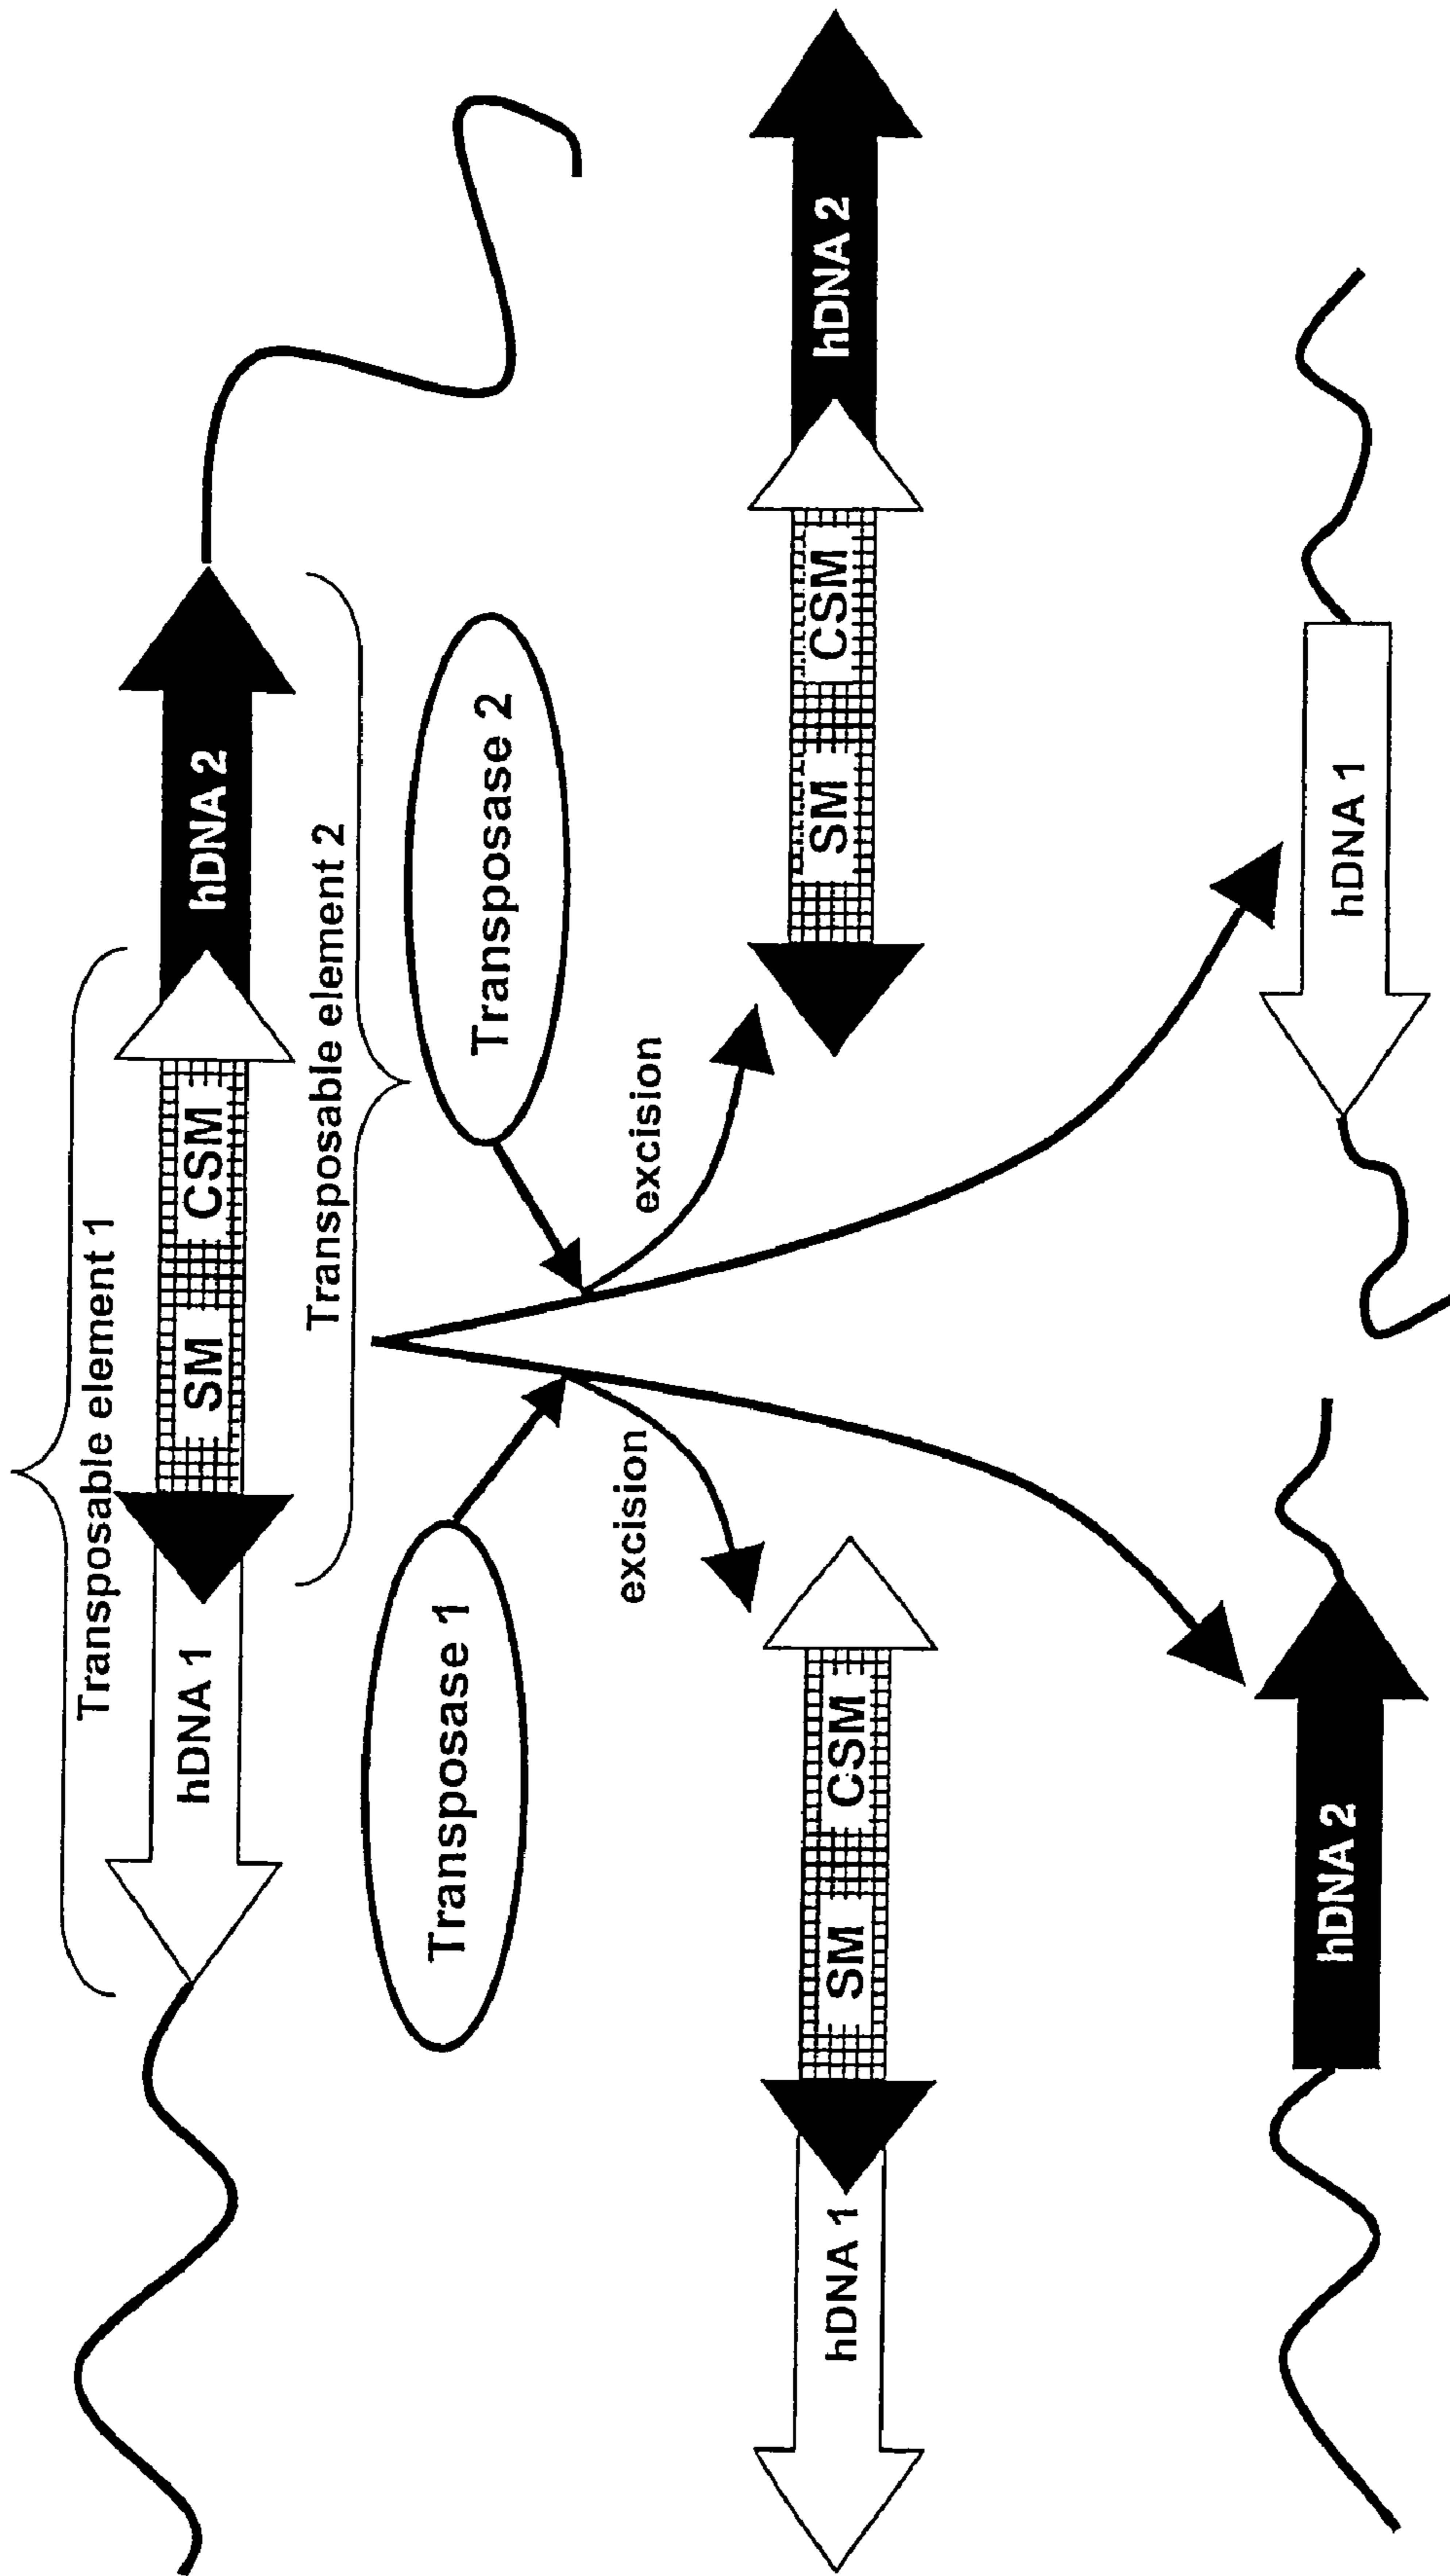 Transposable element 1
hDNA 1
SM
CSM
hDNA 2
Transposable element 2
Transposase 1
Transposase 2
excision
excision
hDNA 1
SM
CSM
SM
CSM
hDNA 2
hDNA 2
hDNA 1